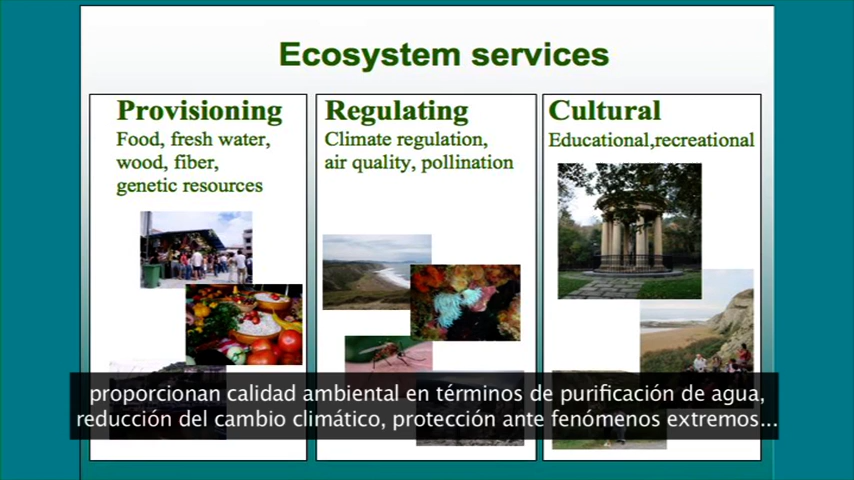 Ecosystem services
Provisioning
Food, fresh water,
wood, fiber,
genetic resources
Regulating
Climate regulation,
air quality, pollination
Cultural
Educational,recreational
proporcionan calidad ambiental en términos de purificación de agua,
reducción del cambio climático, protección ante fenómenos extremos...